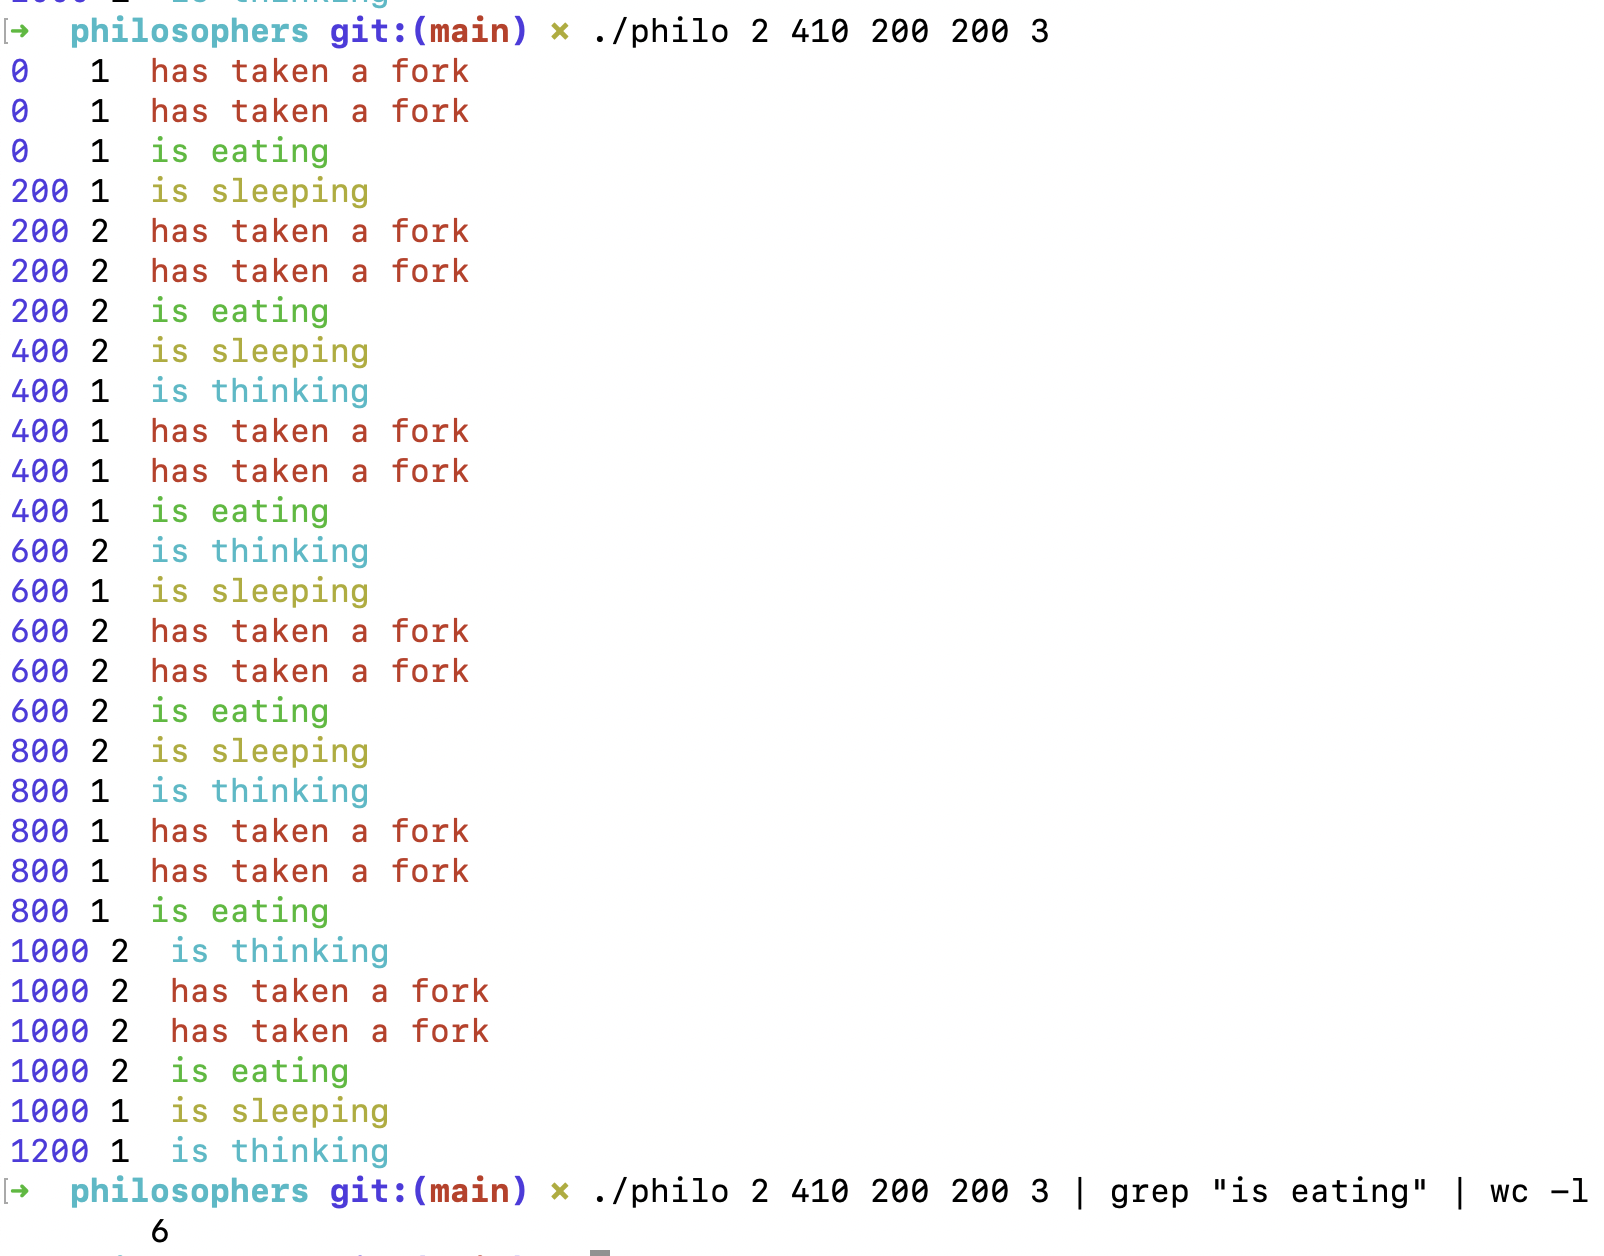 ➜ philosophers git:(main) × ./philo 2 410 200 200 3
0 1 has taken a fork
0 1 has taken a fork
0 1 is eating
200 1 is sleeping
200 2 has taken a fork
200 2 has taken a fork
200 2 is eating
400 2 is sleeping
400 1 is thinking
400 1 has taken a fork
400 1 has taken a fork
400 1 is eating
600 2 is thinking
600 1 is sleeping
600 2 has taken a fork
600 2 has taken a fork
600 2 is eating
800 2 is sleeping
800 1 is thinking
800 1 has taken a fork
800 1 has taken a fork
800 1 is eating
1000 2 is thinking
1000 2 has taken a fork
1000 2 has taken a fork
1000 2 is eating
1000 1 is sleeping
1200 1 is thinking
➜ philosophers git:(main) × ./philo 2 410 200 200 3 | grep "is eating" | wc -l
6